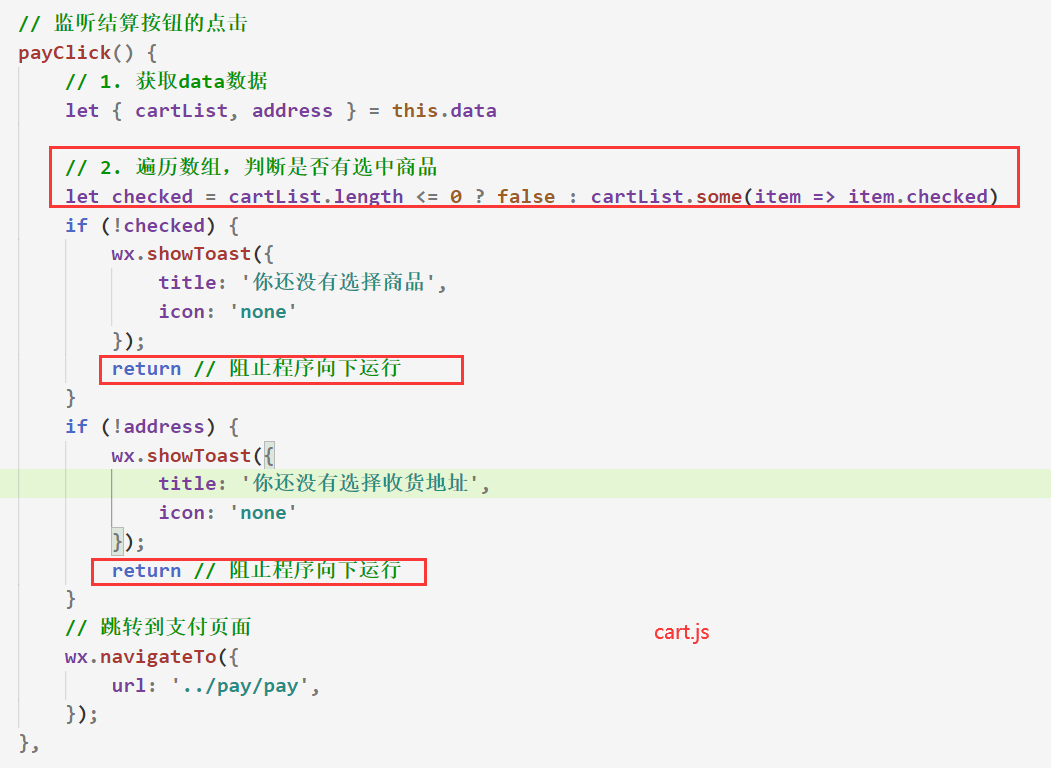 // 监听结算按钮的点击
payClick() {
    // 1. 获取data数据
    let { cartList, address } = this.data

    // 2. 遍历数组，判断是否有选中商品
    let checked = cartList.length <= 0 ? false : cartList.some(item => item.checked)
    if (!checked) {
        wx.showToast({
            title: '你还没有选择商品',
            icon: 'none'
        });
        return // 阻止程序向下运行
    }
    if (!address) {
        wx.showToast({
            title: '你还没有选择收货地址',
            icon: 'none'
        });
        return // 阻止程序向下运行
    }
    // 跳转到支付页面
cart.js
    wx.navigateTo({
        url: '../pay/pay',
    });
},